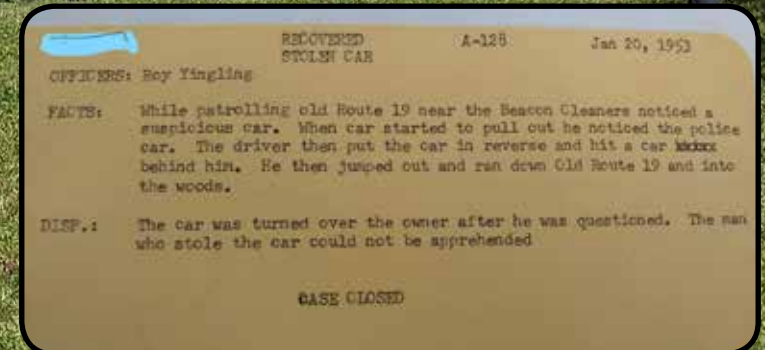 RECOVERED A-128 Jan 20, 1953
STOLEN CAR
OFFICERS: Roy Yingling
FACTS: While patrolling old Route 19 near the Beacon Cleaners noticed a
suspicious car. When car started to pull out he noticed the police
car. The driver then put the car in reverse and hit a car
behind him. He then jumped out and ran down Old Route 19 and into
the woods.
DISP.: The car was turned over the owner after he was questioned. The man
who stole the car could not be apprehended
CASE CLOSED